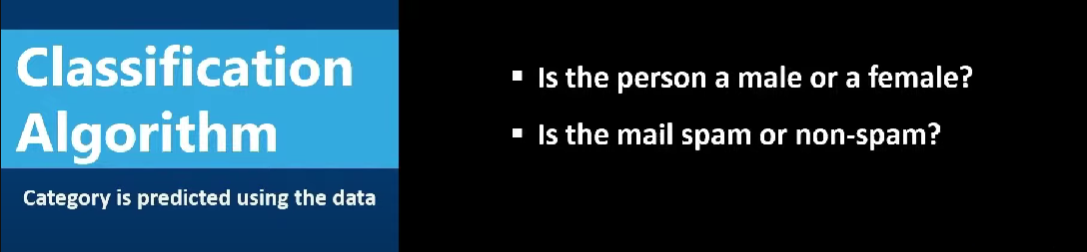 Classification
Algorithm
Category is predicted using the data
▪ Is the person a male or a female?
▪ Is the mail spam or non-spam?